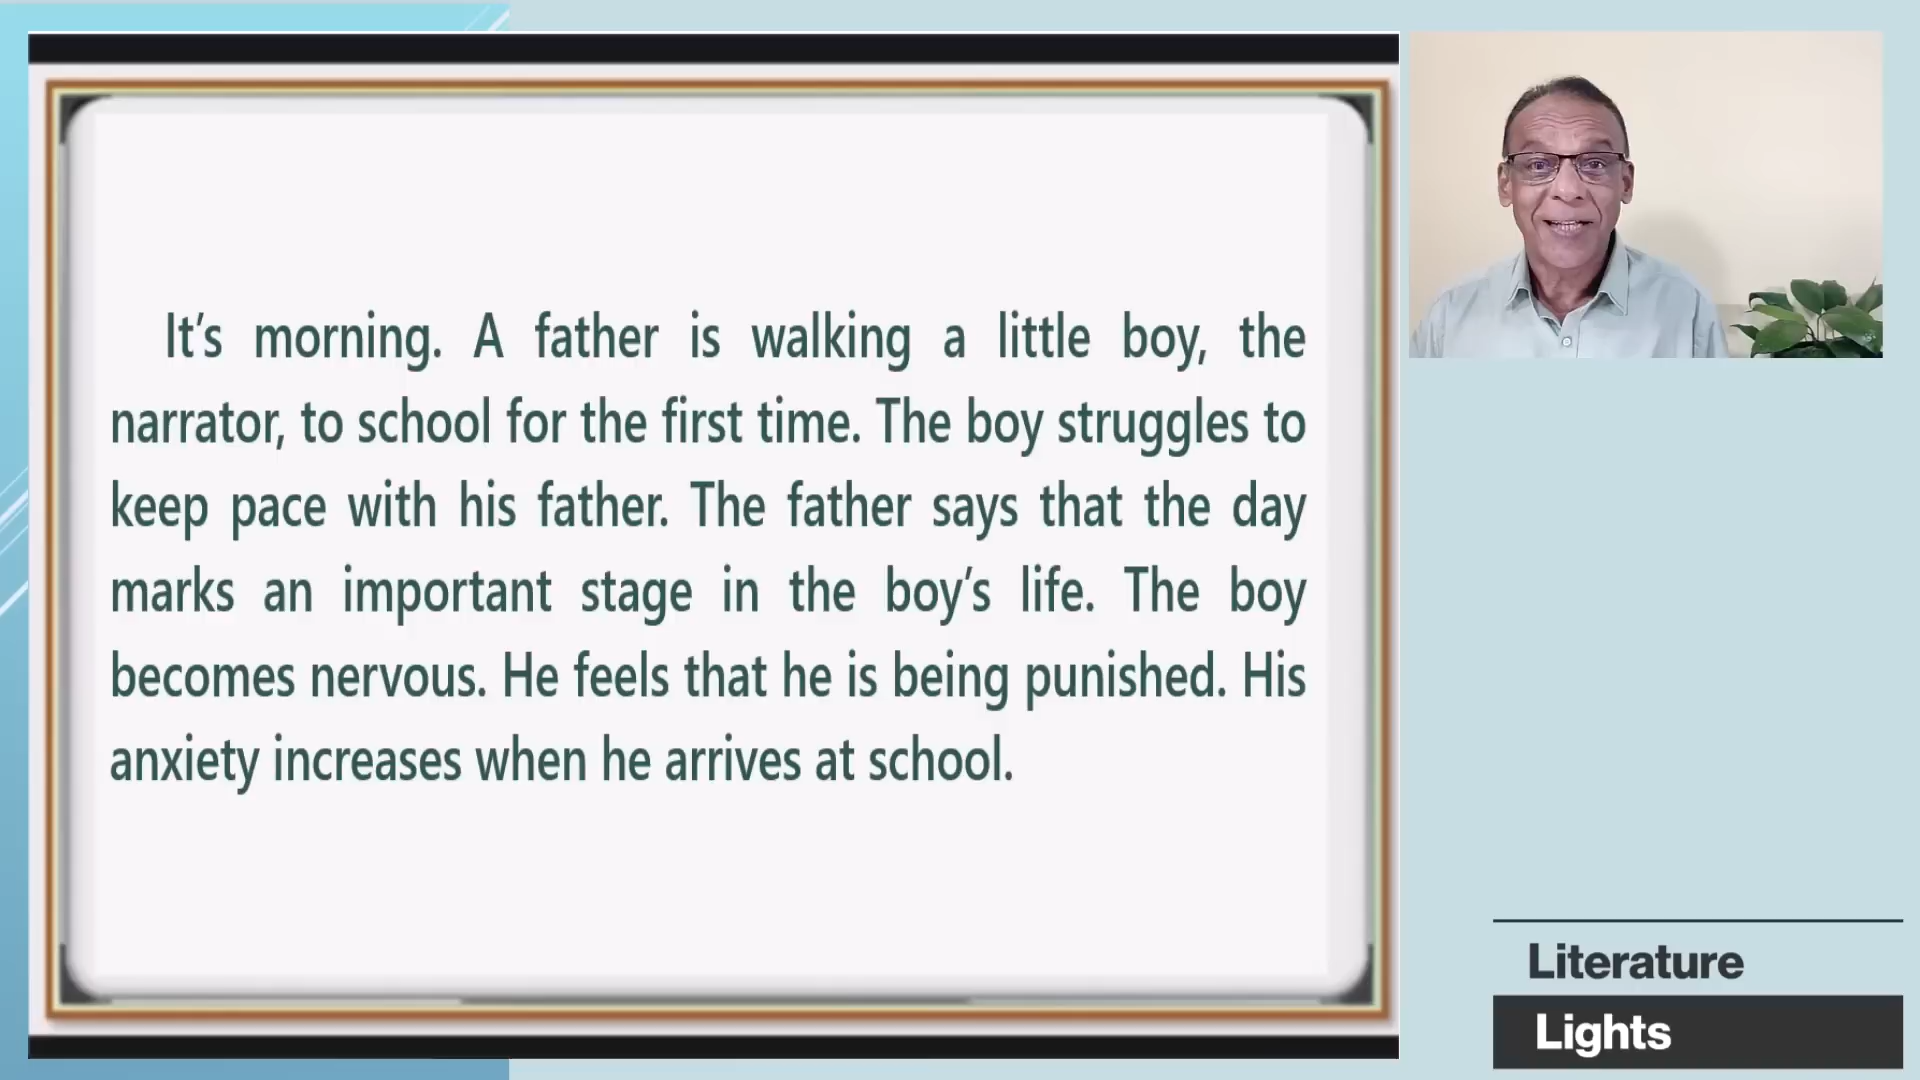 It's morning. A father is walking a little boy, the
narrator, to school for the first time. The boy struggles to
keep pace with his father. The father says that the day
marks an important stage in the boy's life. The boy
becomes nervous. He feels that he is being punished. His
anxiety increases when he arrives at school.
Literature
Lights